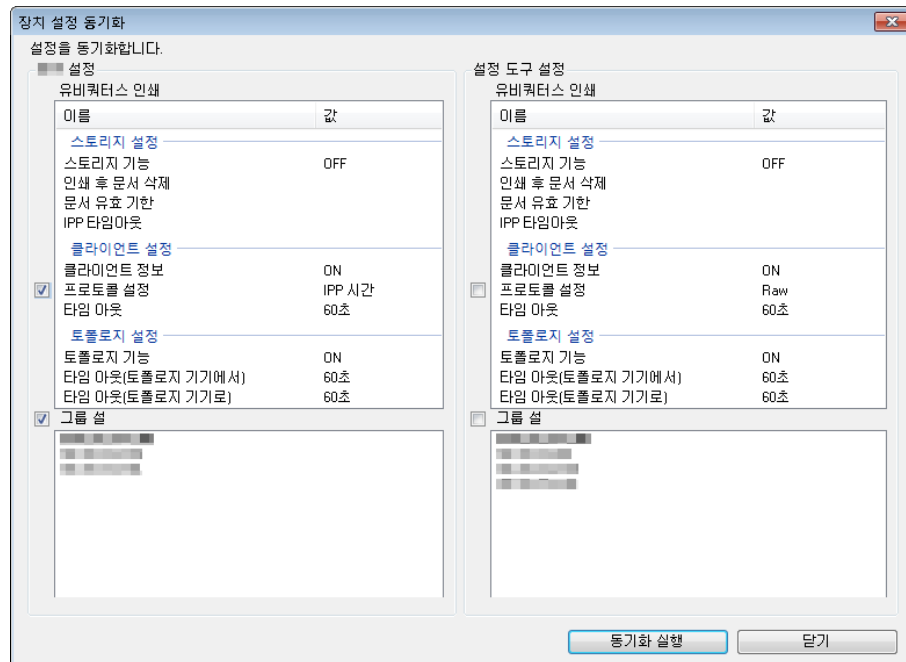 장치 설정 동기화
설정을 동기화합니다.
설정
유비쿼터스 인쇄
이름 값
스토리지 설정
스토리지 기능 OFF
인쇄 후 문서 삭제
문서 유효 기한
IPP 타임아웃
클라이언트 설정
클라이언트 정보 ON
프로토콜 설정 IPP 시간
타임 아웃 60초
토폴로지 설정
토폴로지 기능 ON
타임 아웃(토폴로지 기기에서) 60초
타임 아웃(토폴로지 기기로) 60초
그룹 설
설정 도구 설정
유비쿼터스 인쇄
이름 값
스토리지 설정
스토리지 기능 OFF
인쇄 후 문서 삭제
문서 유효 기한
IPP 타임아웃
클라이언트 설정
클라이언트 정보 ON
프로토콜 설정 Raw
타임 아웃 60초
토폴로지 설정
토폴로지 기능 ON
타임 아웃(토폴로지 기기에서) 60초
타임 아웃(토폴로지 기기로) 60초
그룹 설
동기화 실행 닫기